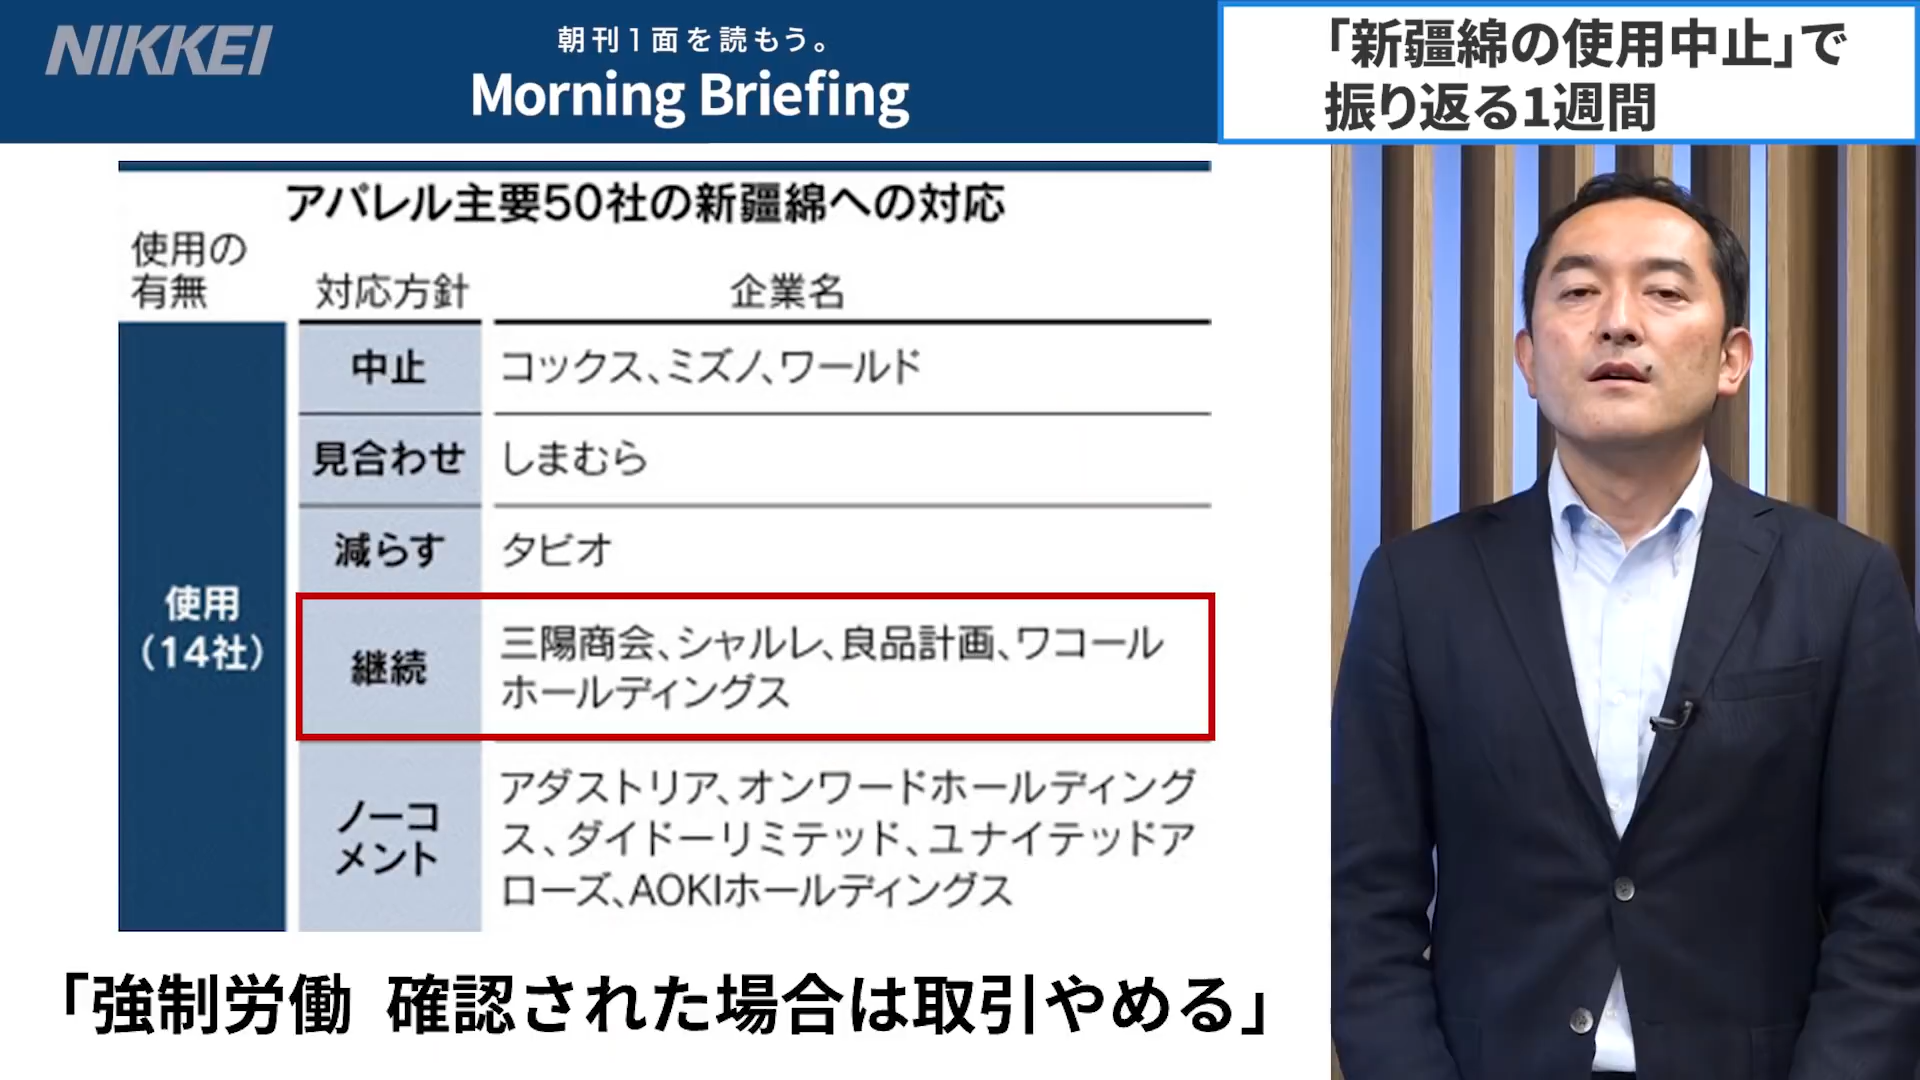 NIKKEI
朝刊1面を読もう。
Morning Briefing
「新疆綿の使用中止」で
振り返る1週間
アパレル主要50社の新疆綿への対応
使用の
有無
対応方針
企業名
使用
(14社)
中止
コックス、ミズノ、ワールド
見合わせ
しまむら
減らす
タビオ
継続
三陽商会、シャルレ、良品計画、ワコール
ホールディングス
ノーコ
メント
アダストリア、オンワードホールディング
ス、ダイドーリミテッド、ユナイテッドア
ローズ、AOKIホールディングス
「強制労働 確認された場合は取引やめる」